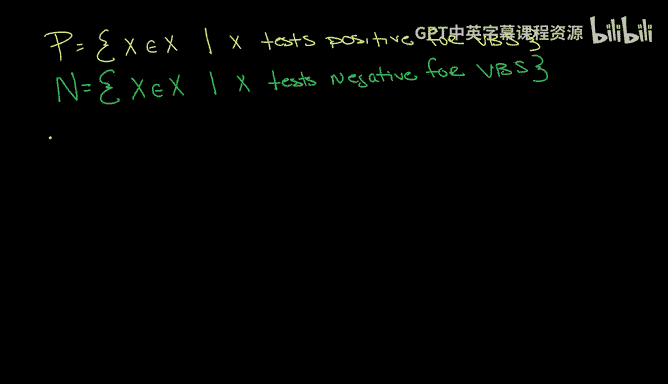 GPT中英字幕课程资源 bilibili
P = { x ∈ X | x tests positive for VBS }
N = { x ∈ X | x tests negative for VBS }